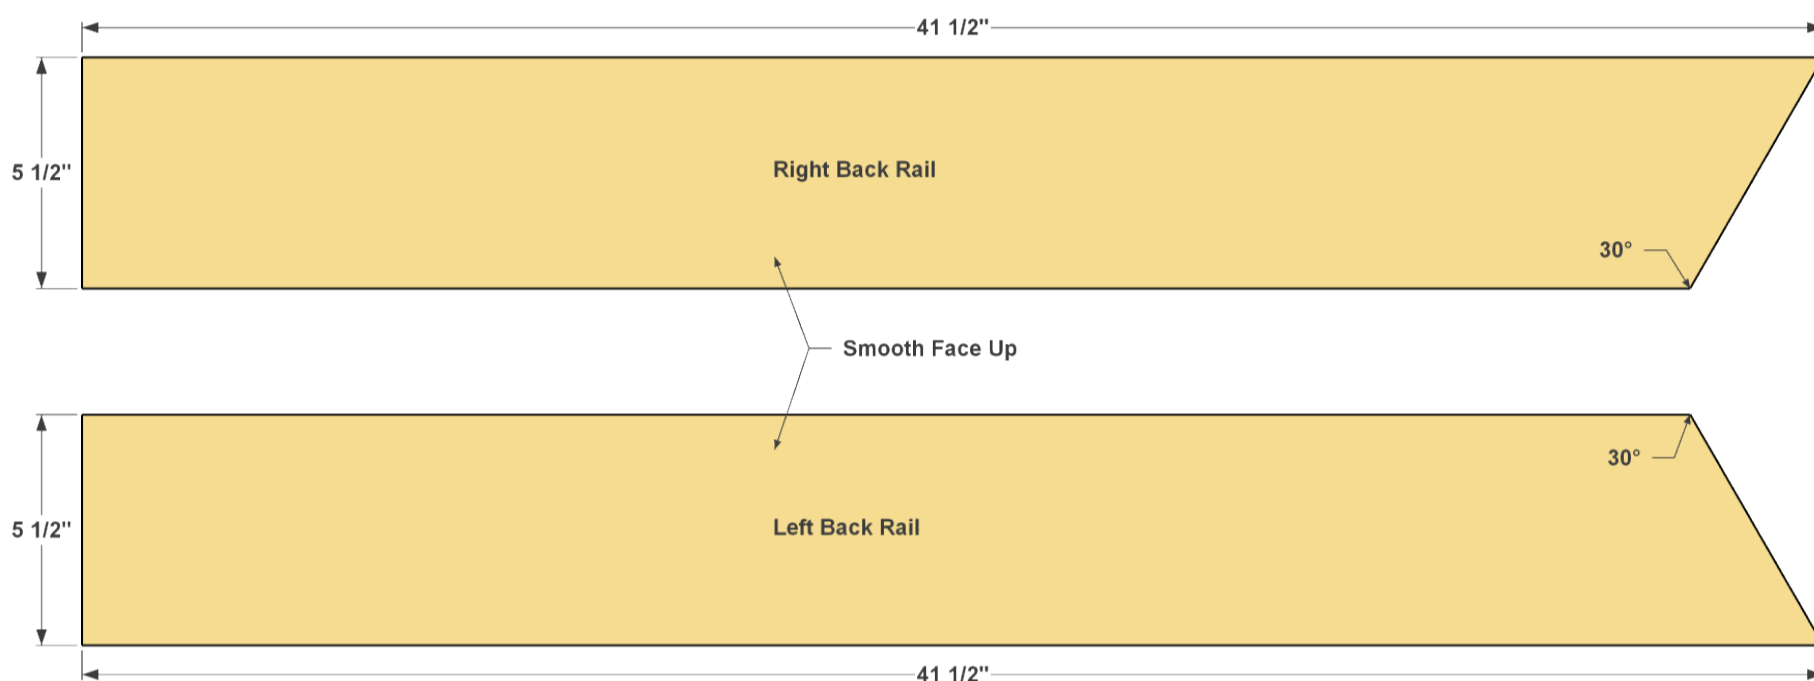 41 1/2"
5 1/2"
Right Back Rail
30°
Smooth Face Up
30°
5 1/2"
Left Back Rail
41 1/2"